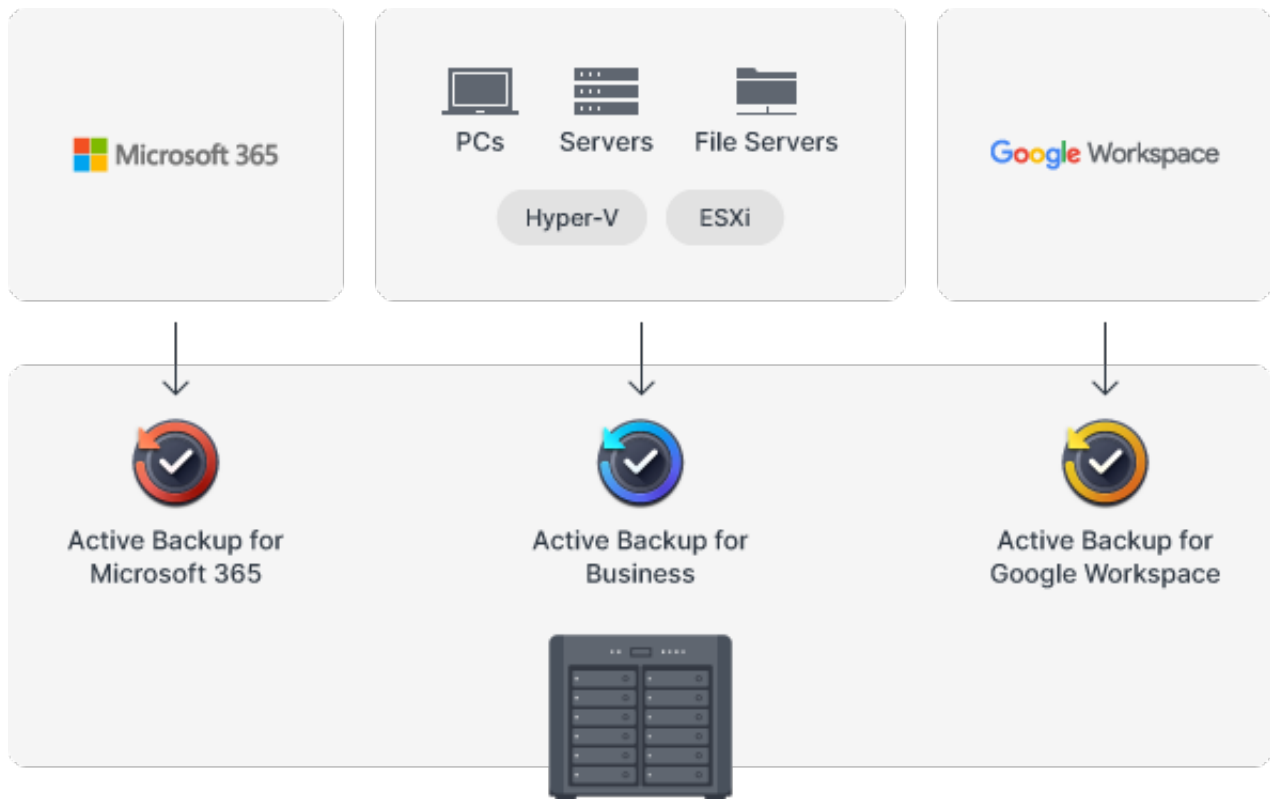 Microsoft 365
PCs
Servers
File Servers
Hyper-V
ESXi
Google Workspace
Active Backup for
Microsoft 365
Active Backup for
Business
Active Backup for
Google Workspace